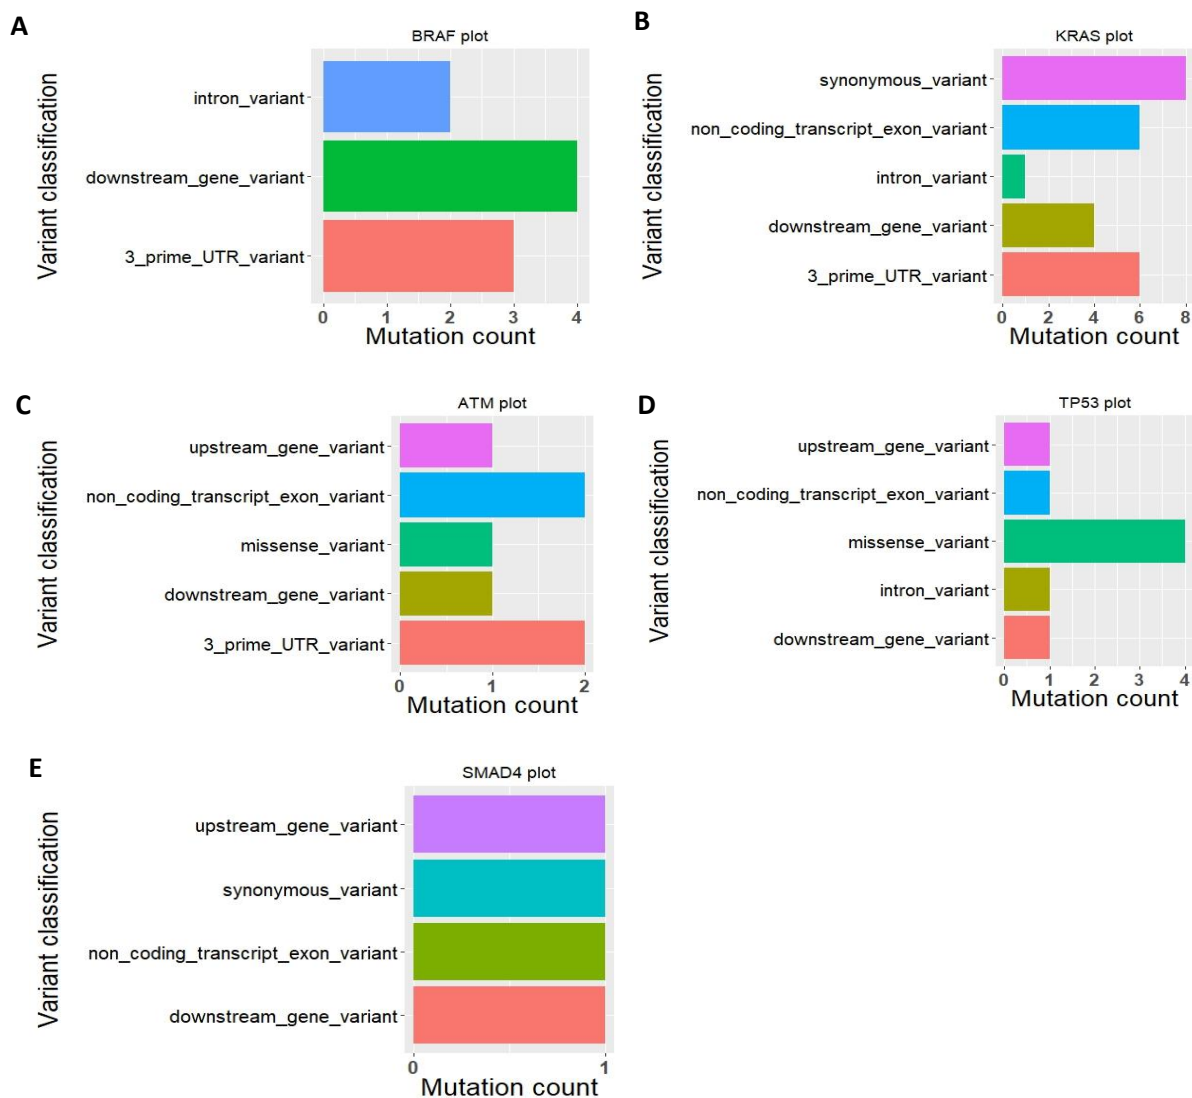 A
BRAF plot
Variant classification
intron_variant
downstream_gene_variant
3_prime_UTR_variant
0 1 2 3 4
Mutation count
B
KRAS plot
Variant classification
synonymous_variant
non_coding_transcript_exon_variant
intron_variant
downstream_gene_variant
3_prime_UTR_variant
0 2 4 6 8
Mutation count
C
ATM plot
Variant classification
upstream_gene_variant
non_coding_transcript_exon_variant
missense_variant
downstream_gene_variant
3_prime_UTR_variant
0 1 2
Mutation count
D
TP53 plot
Variant classification
upstream_gene_variant
non_coding_transcript_exon_variant
missense_variant
intron_variant
downstream_gene_variant
0 1 2 3 4
Mutation count
E
SMAD4 plot
Variant classification
upstream_gene_variant
synonymous_variant
non_coding_transcript_exon_variant
downstream_gene_variant
0 1
Mutation count